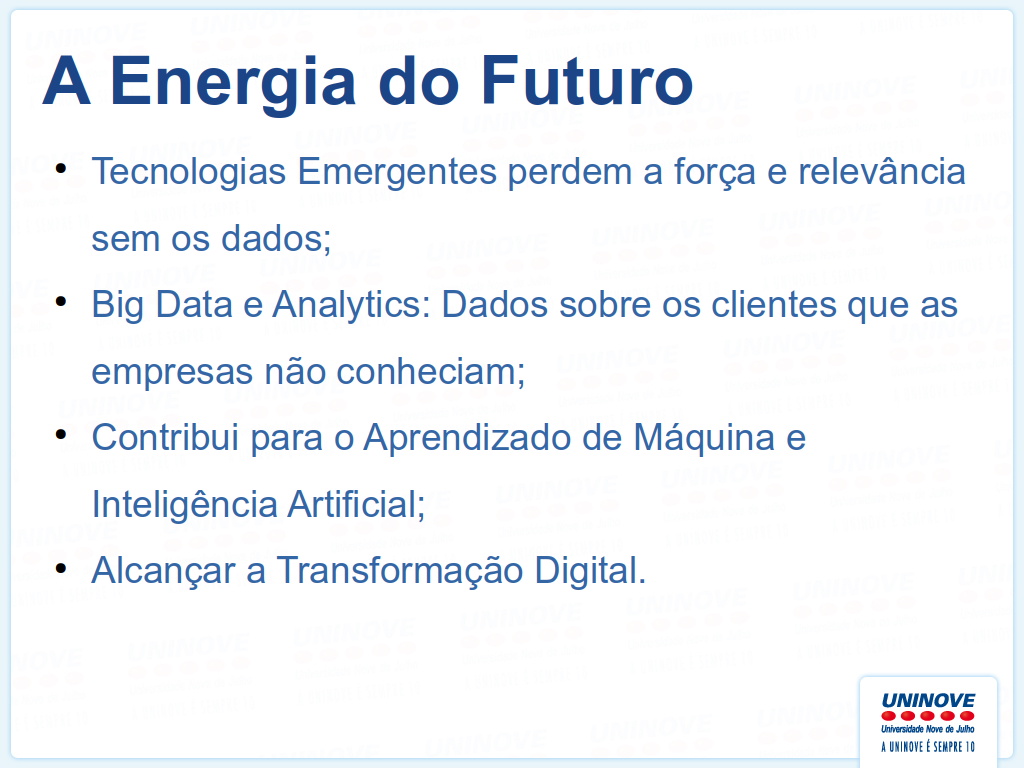 A Energia do Futuro
• Tecnologias Emergentes perdem a força e relevância
sem os dados;
• Big Data e Analytics: Dados sobre os clientes que as
empresas não conheciam;
• Contribui para o Aprendizado de Máquina e
Inteligência Artificial;
• Alcançar a Transformação Digital.
UNINOVE
Universidade Nove de Julho
A UNINOVE É SEMPRE 10